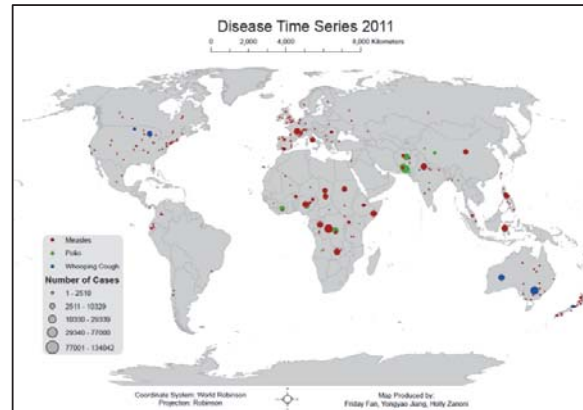 Disease Time Series 2011
0 2,000 4,000 8,000 Kilometers
Measles
Polio
Whooping Cough
Number of Cases
1 - 2510
2511 - 10329
29340 - 77000
77001 - 134042
Coordinate System: World Robinson
Projection: Robinson
Map Produced by:
Friday Fan, Yongyao Jiang, Holly Zanoni